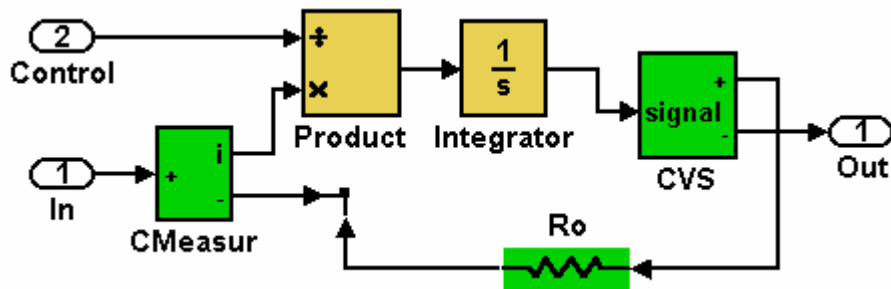 2
Control
÷
×
Product
1
s
Integrator
+
signal
-
CVS
1
Out
1
In
+
i
-
CMeasur
Ro